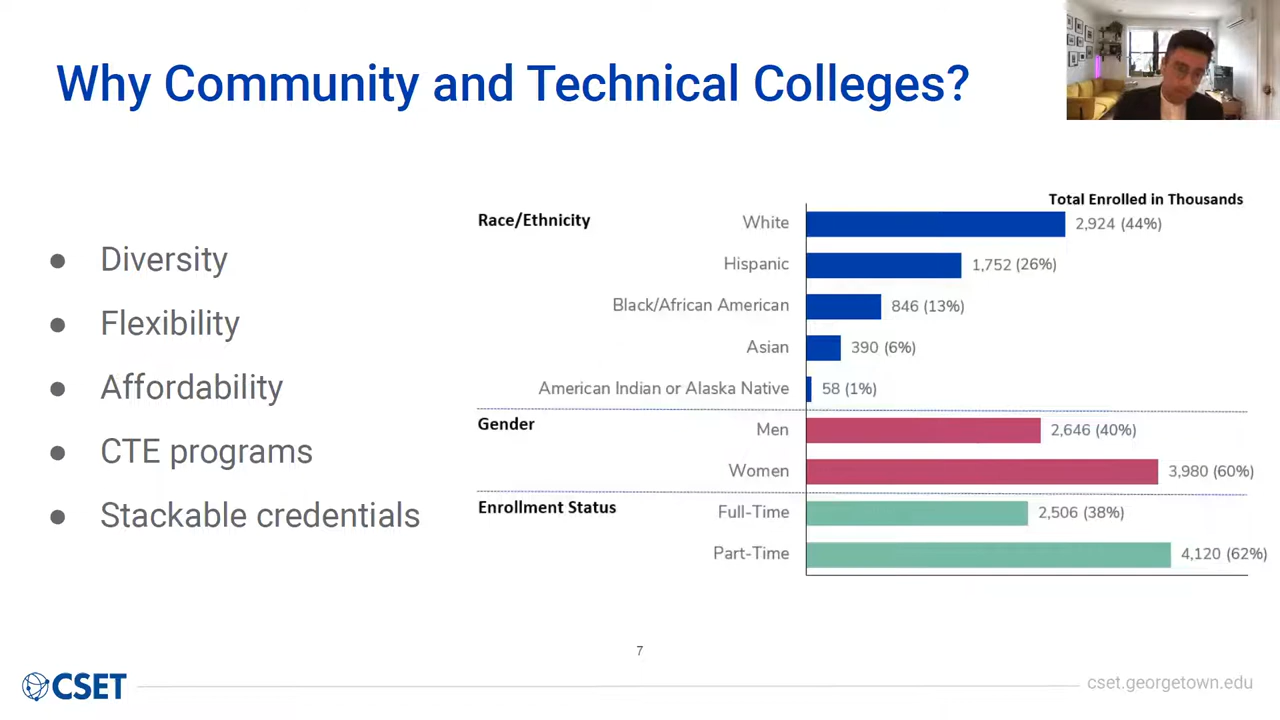 Why Community and Technical Colleges?
● Diversity
● Flexibility
● Affordability
● CTE programs
● Stackable credentials
Total Enrolled in Thousands
Race/Ethnicity White 2,924 (44%)
Hispanic 1,752 (26%)
Black/African American 846 (13%)
Asian 390 (6%)
American Indian or Alaska Native 58 (1%)
Gender Men 2,646 (40%)
Women 3,980 (60%)
Enrollment Status Full-Time 2,506 (38%)
Part-Time 4,120 (62%)
7
CSET
cset.georgetown.edu